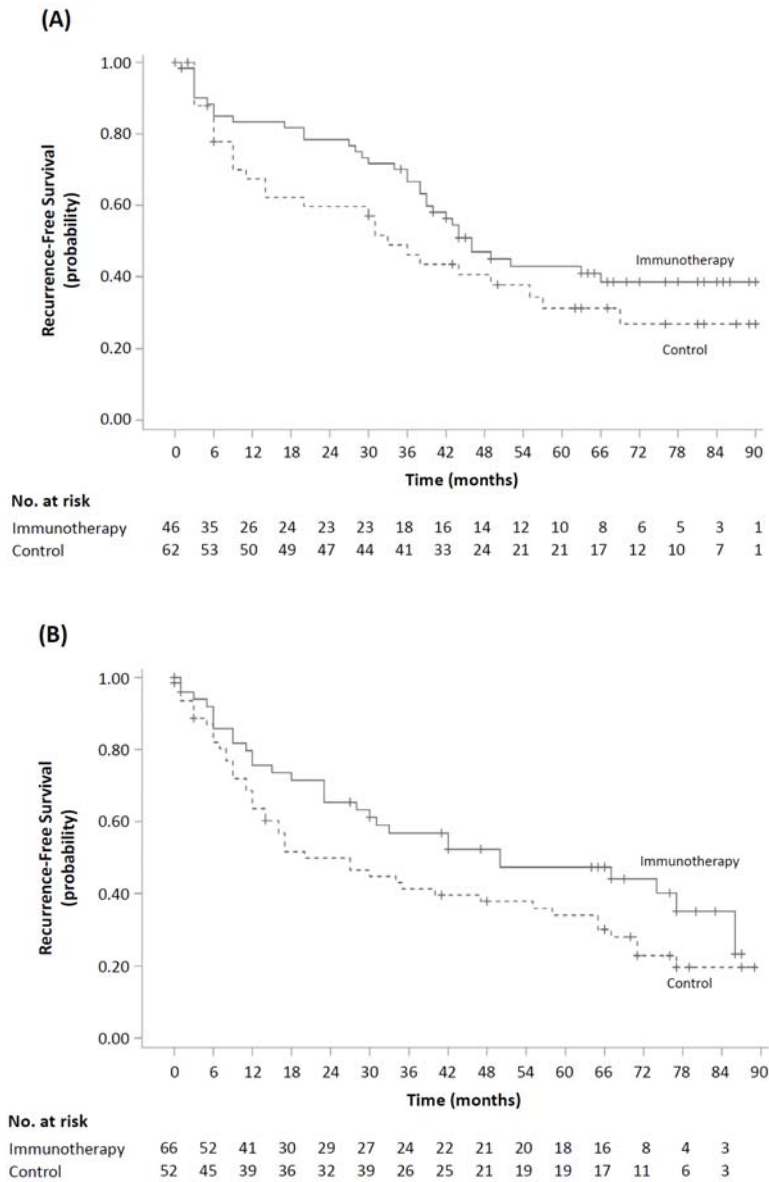 (A)
1.00
0.80
0.60
0.40
0.20
0.00
Recurrence-Free Survival
(probability)
Immunotherapy
Control
0 6 12 18 24 30 36 42 48 54 60 66 72 78 84 90
Time (months)
No. at risk
Immunotherapy 46 35 26 24 23 23 18 16 14 12 10 8 6 5 3 1
Control 62 53 50 49 47 44 41 33 24 21 21 17 12 10 7 1
(B)
1.00
0.80
0.60
0.40
0.20
0.00
Recurrence-Free Survival
(probability)
Immunotherapy
Control
0 6 12 18 24 30 36 42 48 54 60 66 72 78 84 90
Time (months)
No. at risk
Immunotherapy 66 52 41 30 29 27 24 22 21 20 18 16 8 4 3
Control 52 45 39 36 32 39 26 25 21 19 19 17 11 6 3